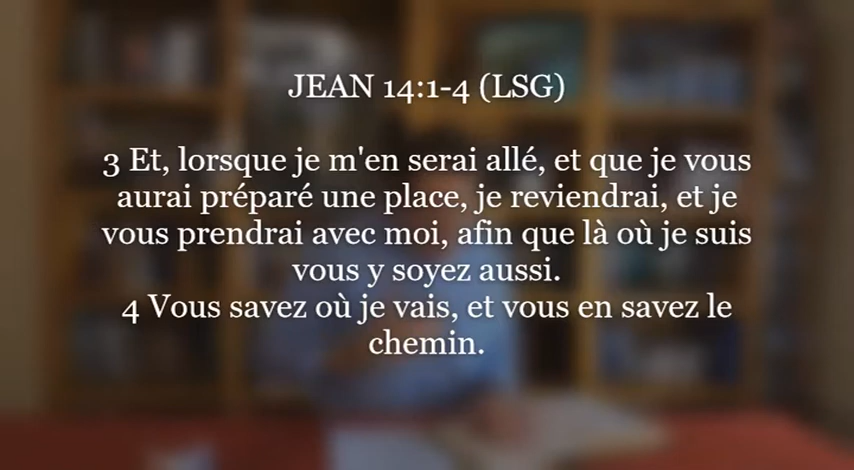 JEAN 14:1-4 (LSG)
3 Et, lorsque je m'en serai allé, et que je vous
aurai préparé une place, je reviendrai, et je
vous prendrai avec moi, afin que là où je suis
vous y soyez aussi.
4 Vous savez où je vais, et vous en savez le
chemin.